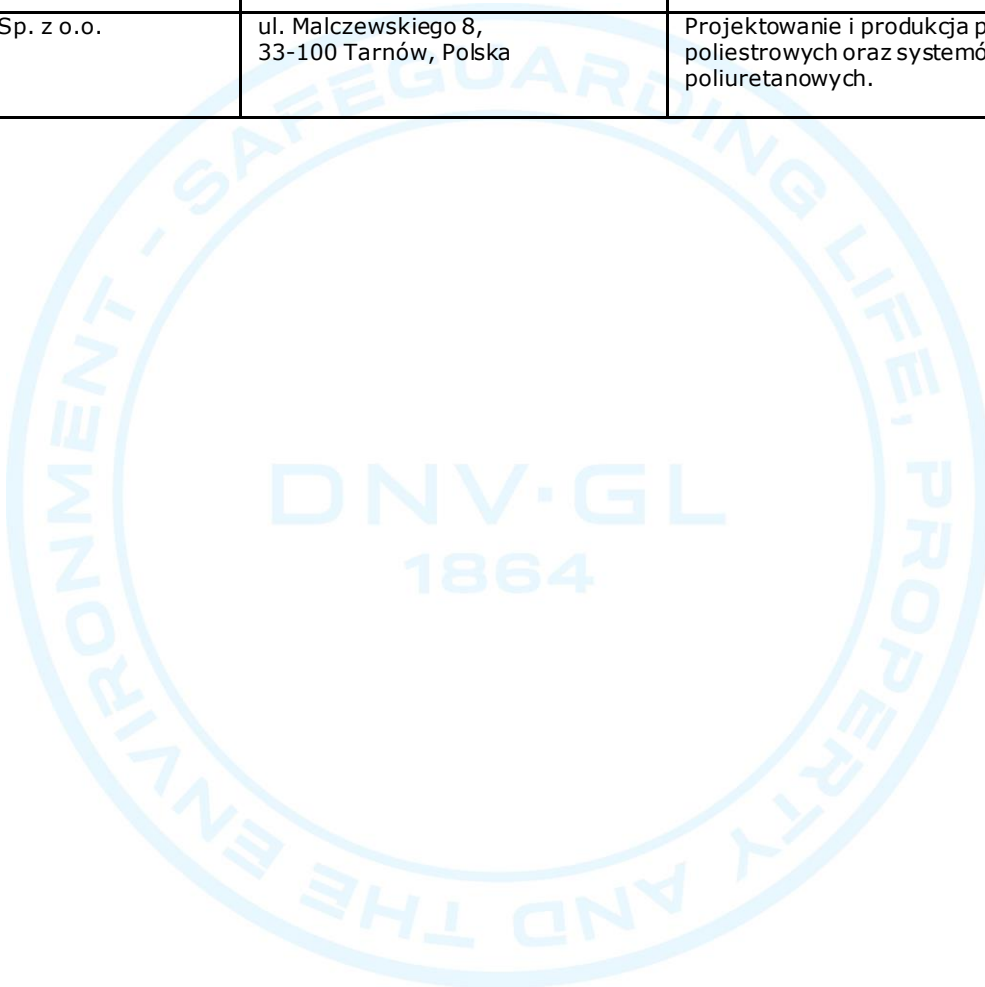 Sp. z o.o.
ul. Malczewskiego 8,
33-100 Tarnów, Polska
Projektowanie i produkcja
poliestrowych oraz
poliuretanowych.
SAFEGUARDING LIFE, PROPERTY AND THE ENVIRONMENT -
DNV·GL
1864